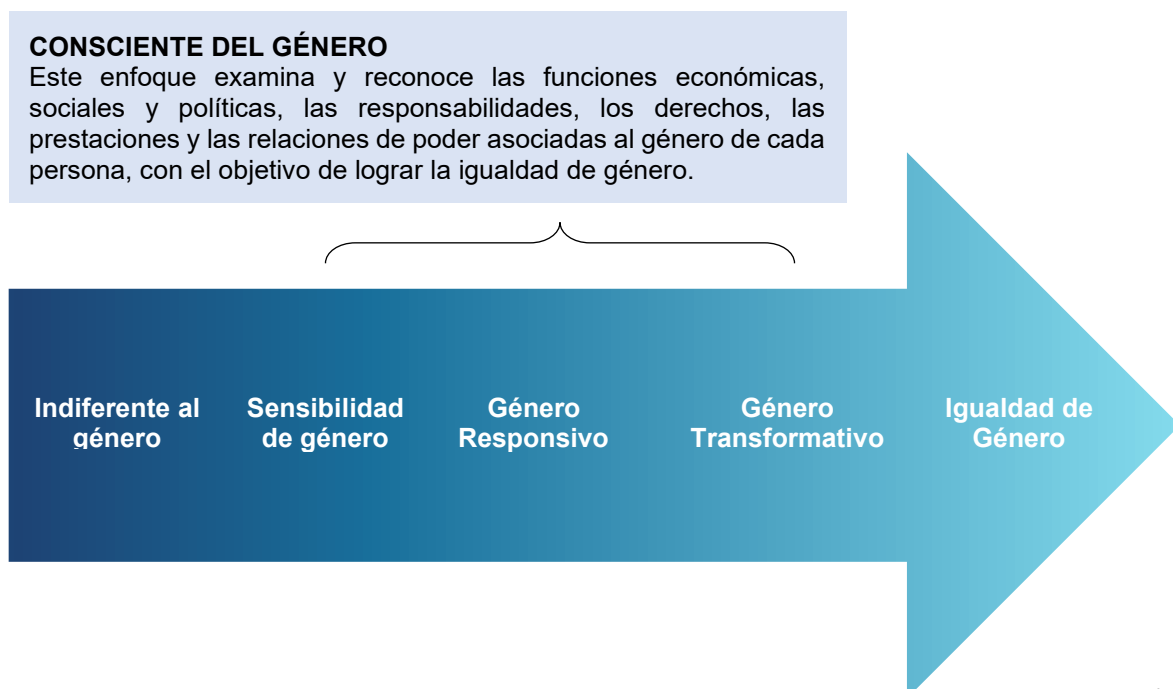 CONSCIENTE DEL GÉNERO
Este enfoque examina y reconoce las funciones económicas,
sociales y políticas, las responsabilidades, los derechos, las
prestaciones y las relaciones de poder asociadas al género de cada
persona, con el objetivo de lograr la igualdad de género.
Indiferente al
género
Sensibilidad
de género
Género
Responsivo
Género
Transformativo
Igualdad de
Género